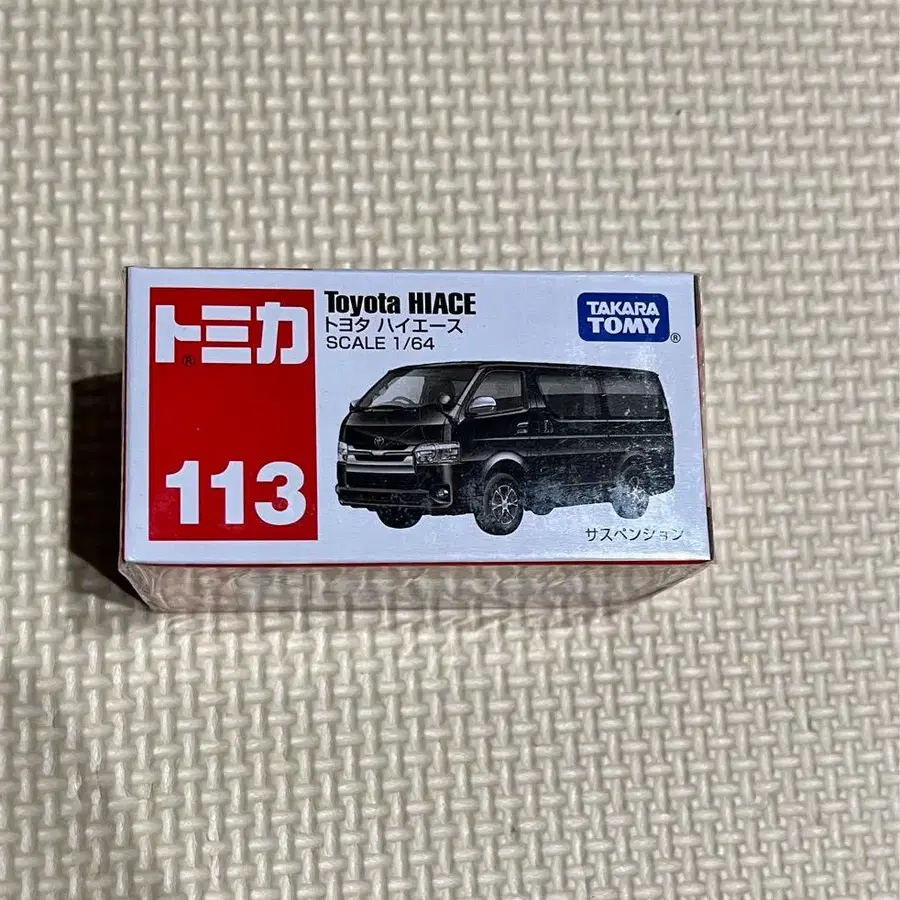 トミカ®
113
Toyota HIACE
トヨタ ハイエース
SCALE 1/64
TAKARA
TOMY®
サスペンション